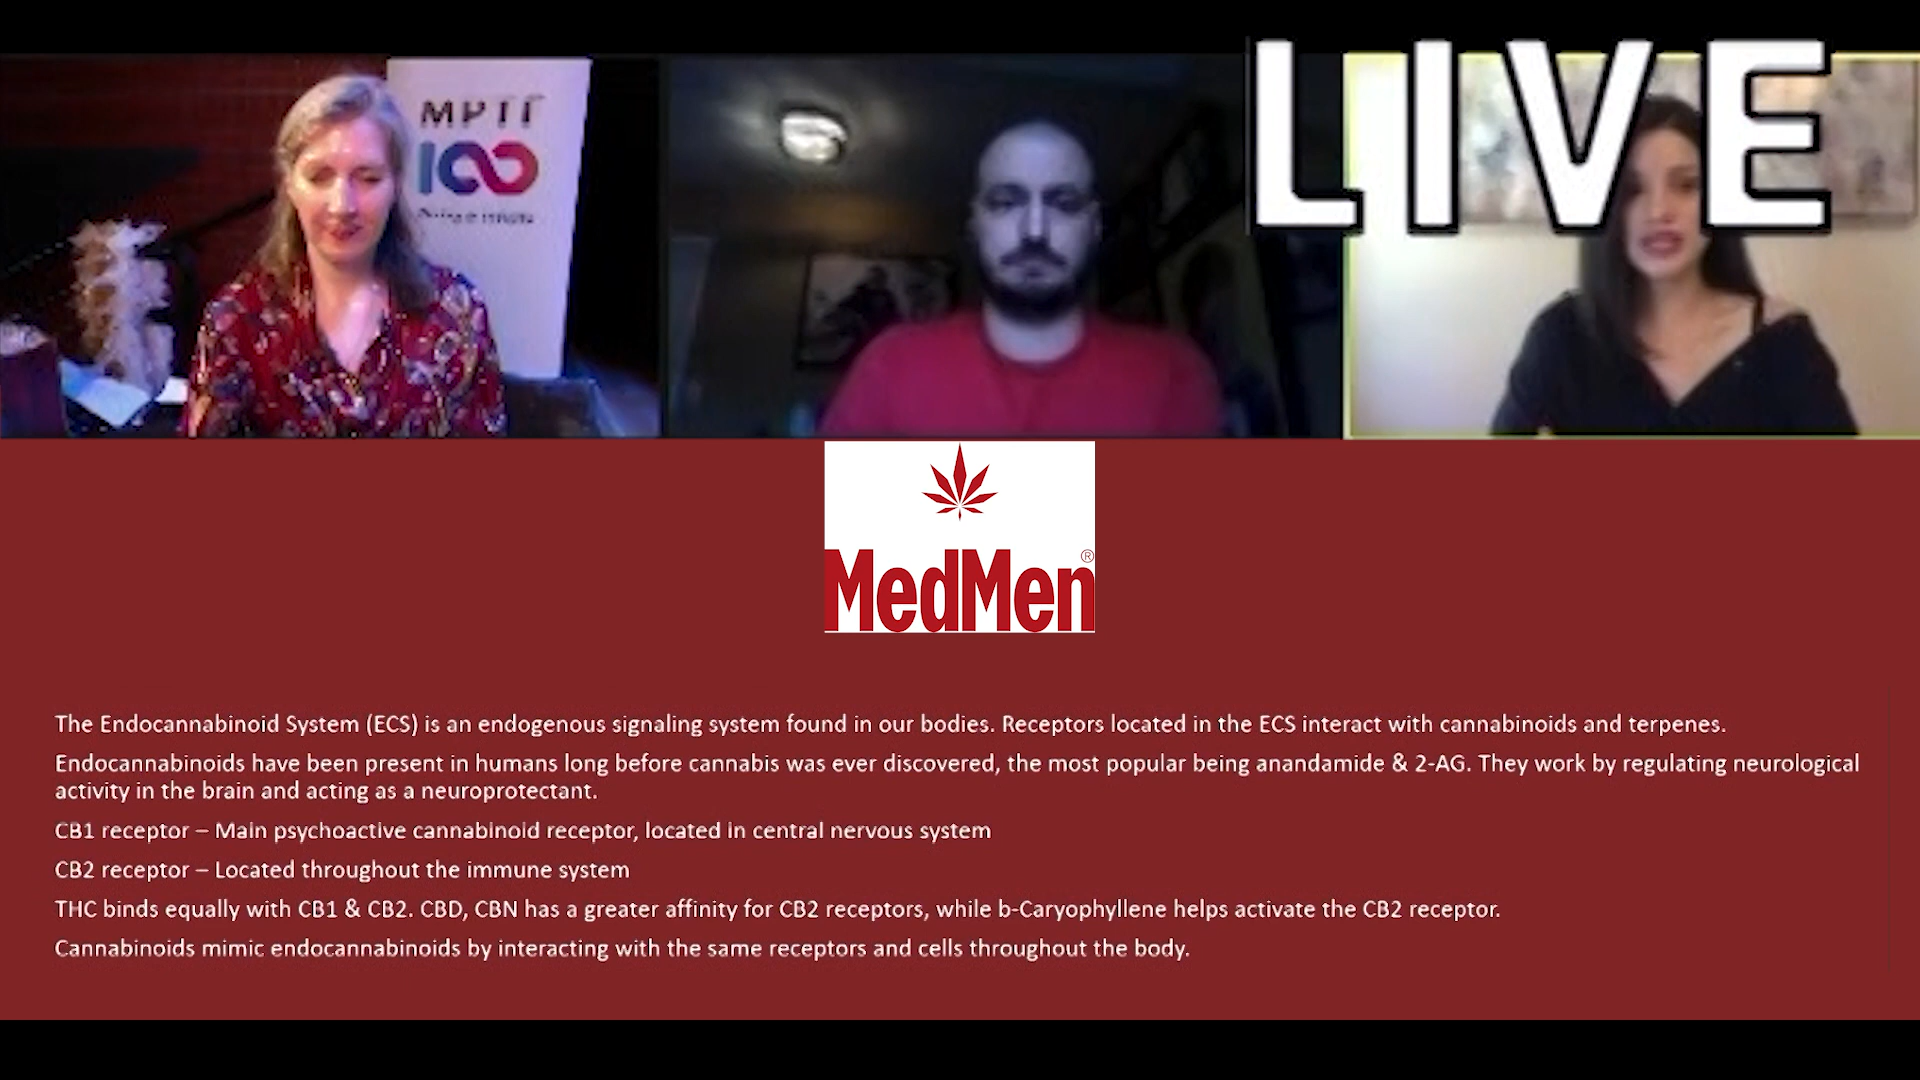 LIVE
MPTF
100
MedMen®
The Endocannabinoid System (ECS) is an endogenous signaling system found in our bodies. Receptors located in the ECS interact with cannabinoids and terpenes.
Endocannabinoids have been present in humans long before cannabis was ever discovered, the most popular being anandamide & 2-AG. They work by regulating neurological
activity in the brain and acting as a neuroprotectant.
CB1 receptor – Main psychoactive cannabinoid receptor, located in central nervous system
CB2 receptor – Located throughout the immune system
THC binds equally with CB1 & CB2. CBD, CBN has a greater affinity for CB2 receptors, while b-Caryophyllene helps activate the CB2 receptor.
Cannabinoids mimic endocannabinoids by interacting with the same receptors and cells throughout the body.